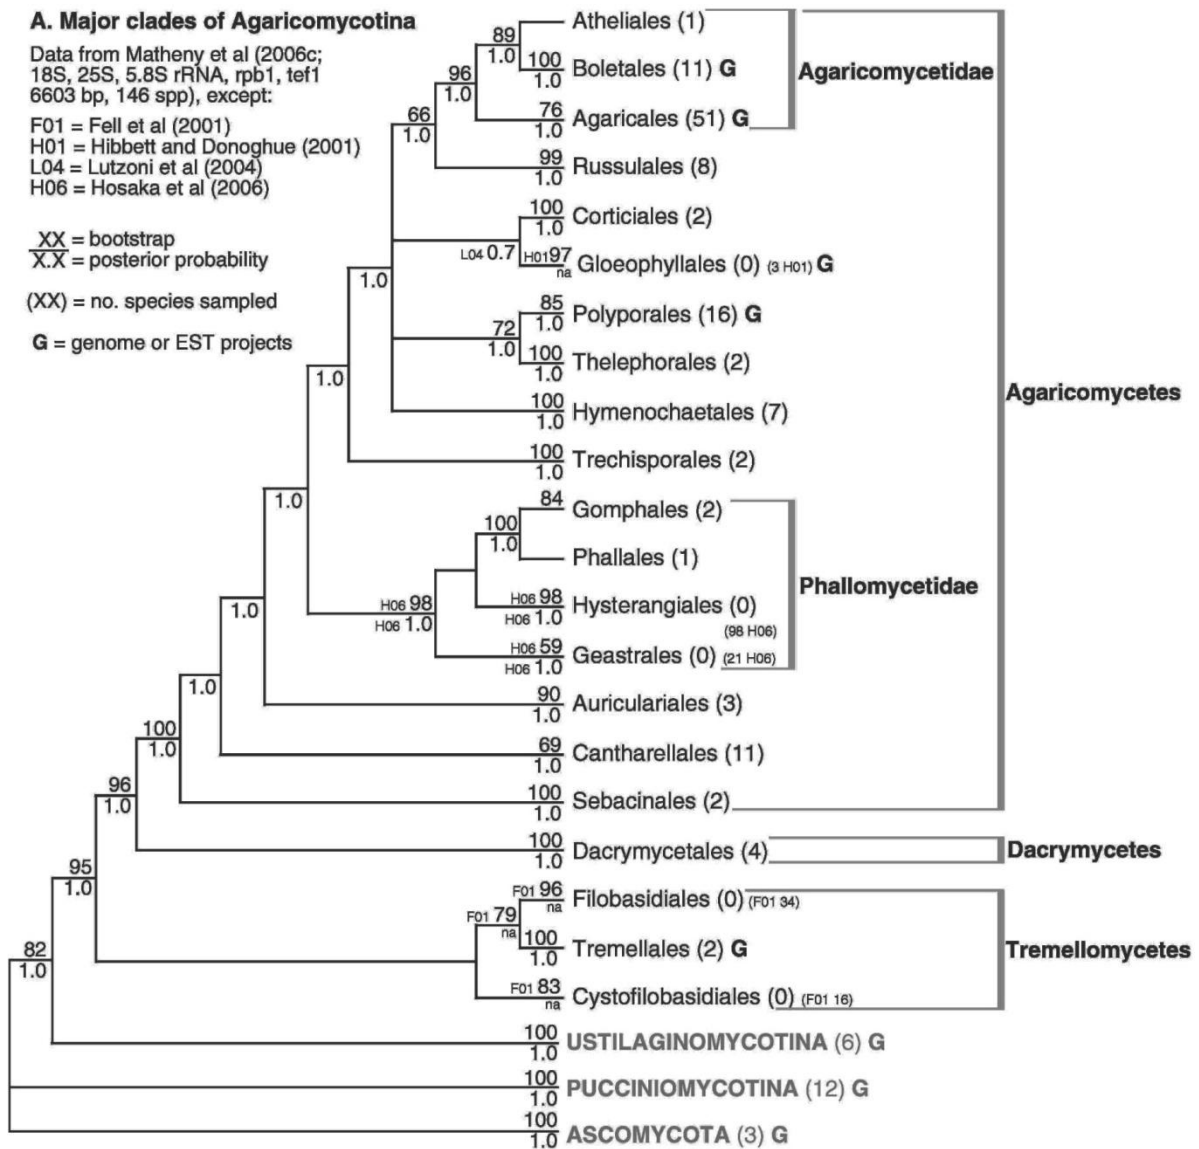 A. Major clades of Agaricomycotina
Data from Matheny et al (2006c;
18S, 25S, 5.8S rRNA, rpb1, tef1
6603 bp, 146 spp), except:
F01 = Fell et al (2001)
H01 = Hibbett and Donoghue (2001)
L04 = Lutzoni et al (2004)
H06 = Hosaka et al (2006)
XX = bootstrap
X.X = posterior probability
(XX) = no. species sampled
G = genome or EST projects
Atheliales (1)
89
1.0
100
1.0
Boletales (11) G
Agaricomycetidae
96
1.0
76
1.0
Agaricales (51) G
66
1.0
99
1.0
Russulales (8)
100
1.0
Corticiales (2)
L04 0.7
H01 97
na
Gloeophyllales (0) (3 H01) G
1.0
85
1.0
Polyporales (16) G
72
1.0
100
1.0
Thelephorales (2)
1.0
Agaricomycetes
100
1.0
Hymenochaetales (7)
100
1.0
Trechisporales (2)
1.0
84
Gomphales (2)
100
1.0
Phallales (1)
Phallomycetidae
1.0
H06 98
H06 1.0
H06 98
H06 1.0
Hysterangiales (0)
(98 H06)
H06 59
H06 1.0
Geastrales (0) (21 H06)
1.0
90
1.0
Auriculariales (3)
100
1.0
69
1.0
Cantharellales (11)
96
1.0
100
1.0
Sebacinales (2)
100
1.0
Dacrymycetales (4)
Dacrymycetes
95
1.0
F01 96
na
Filobasidiales (0) (F01 34)
F01 79
na
100
1.0
Tremellales (2) G
Tremellomycetes
82
1.0
F01 83
na
Cystofilobasidiales (0) (F01 16)
100
1.0
USTILAGINOMYCOTINA (6) G
100
1.0
PUCCINIOMYCOTINA (12) G
100
1.0
ASCOMYCOTA (3) G